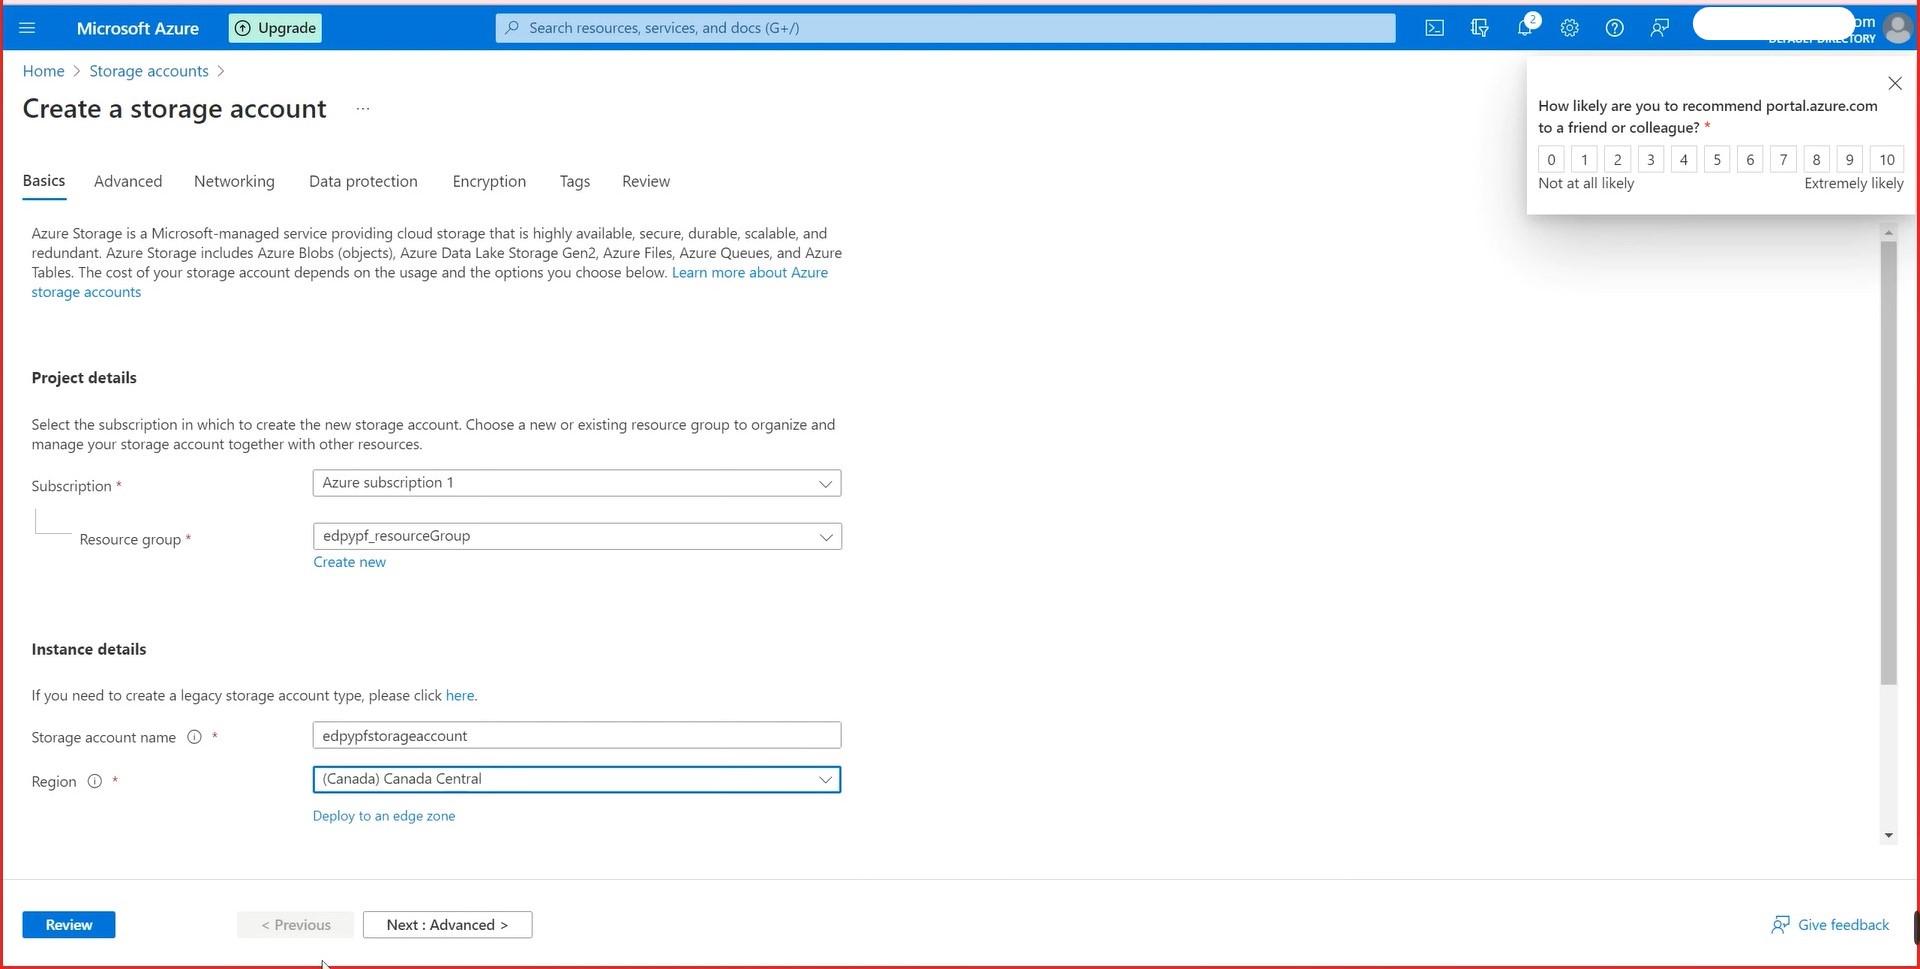 Microsoft Azure
Upgrade
Search resources, services, and docs (G+/)
2
om
DEFAULT DIRECTORY
Home > Storage accounts >
Create a storage account ...
How likely are you to recommend portal.azure.com
to a friend or colleague? *
0 1 2 3 4 5 6 7 8 9 10
Not at all likely Extremely likely
Basics Advanced Networking Data protection Encryption Tags Review
Azure Storage is a Microsoft-managed service providing cloud storage that is highly available, secure, durable, scalable, and
redundant. Azure Storage includes Azure Blobs (objects), Azure Data Lake Storage Gen2, Azure Files, Azure Queues, and Azure
Tables. The cost of your storage account depends on the usage and the options you choose below. Learn more about Azure
storage accounts
Project details
Select the subscription in which to create the new storage account. Choose a new or existing resource group to organize and
manage your storage account together with other resources.
Subscription *
Azure subscription 1
Resource group *
edpypf_resourceGroup
Create new
Instance details
If you need to create a legacy storage account type, please click here.
Storage account name *
edpypfstorageaccount
Region *
(Canada) Canada Central
Deploy to an edge zone
Review
< Previous
Next : Advanced >
Give feedback